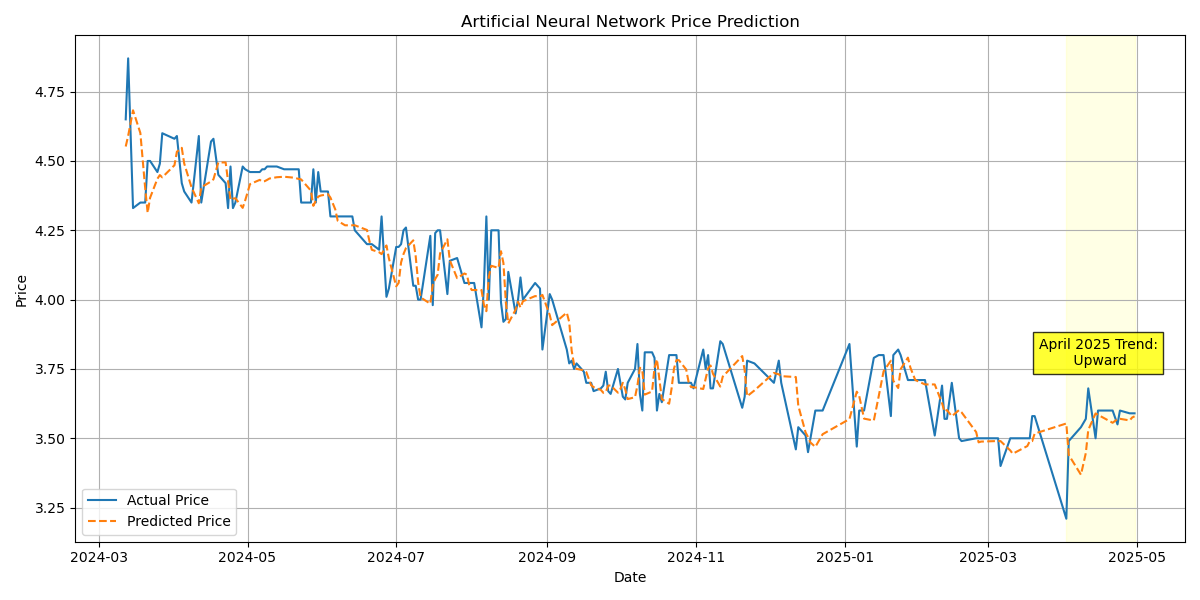 Artificial Neural Network Price Prediction
Price
4.75
4.50
4.25
4.00
3.75
3.50
3.25
April 2025 Trend:
Upward
Actual Price
Predicted Price
2024-03
2024-05
2024-07
2024-09
2024-11
2025-01
2025-03
2025-05
Date